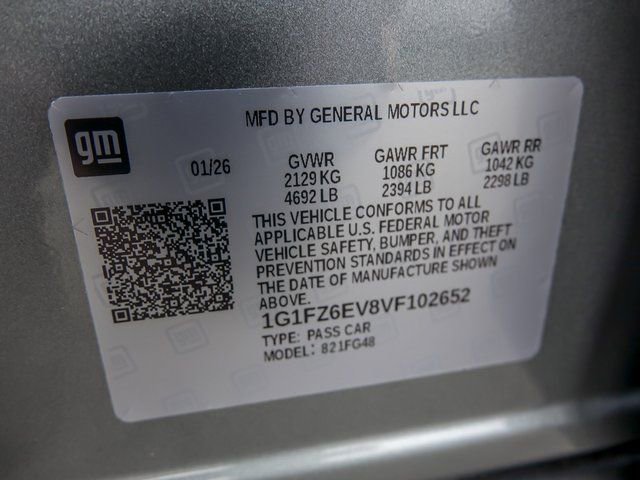 MFD BY GENERAL MOTORS LLC
gm
01/26
GVWR GAWR FRT GAWR RR
2129 KG 1086 KG 1042 KG
4692 LB 2394 LB 2298 LB
THIS VEHICLE CONFORMS TO ALL
APPLICABLE U.S. FEDERAL MOTOR
VEHICLE SAFETY, BUMPER, AND THEFT
PREVENTION STANDARDS IN EFFECT ON
THE DATE OF MANUFACTURE SHOWN
ABOVE.
1G1FZ6EV8VF102652
TYPE: PASS CAR
MODEL: 821FG48